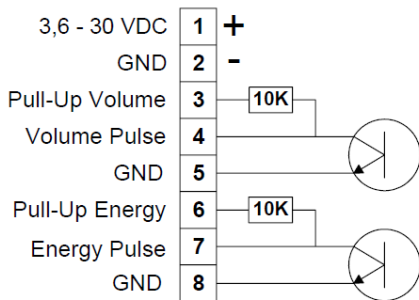 3,6 - 30 VDC 1 +
GND 2 -
Pull-Up Volume 3 10K
Volume Pulse 4
GND 5
Pull-Up Energy 6 10K
Energy Pulse 7
GND 8